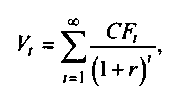 V_t = \sum_{t=1}^{\infty} \frac{CF_t}{(1+r)^t},